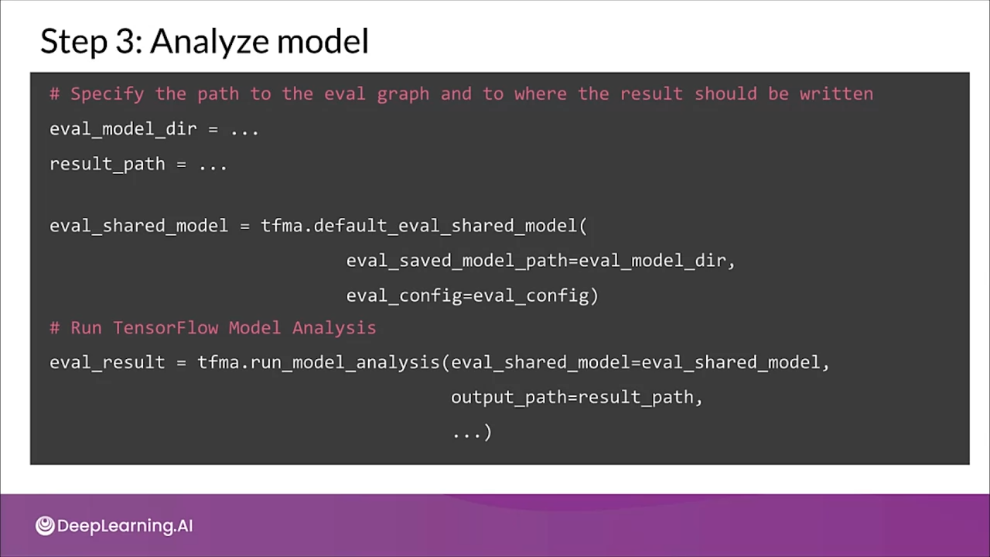 Step 3: Analyze model
# Specify the path to the eval graph and to where the result should be written
eval_model_dir = ...
result_path = ...
eval_shared_model = tfma.default_eval_shared_model(
eval_saved_model_path=eval_model_dir,
eval_config=eval_config)
# Run TensorFlow Model Analysis
eval_result = tfma.run_model_analysis(eval_shared_model=eval_shared_model,
output_path=result_path,
...)
DeepLearning.AI